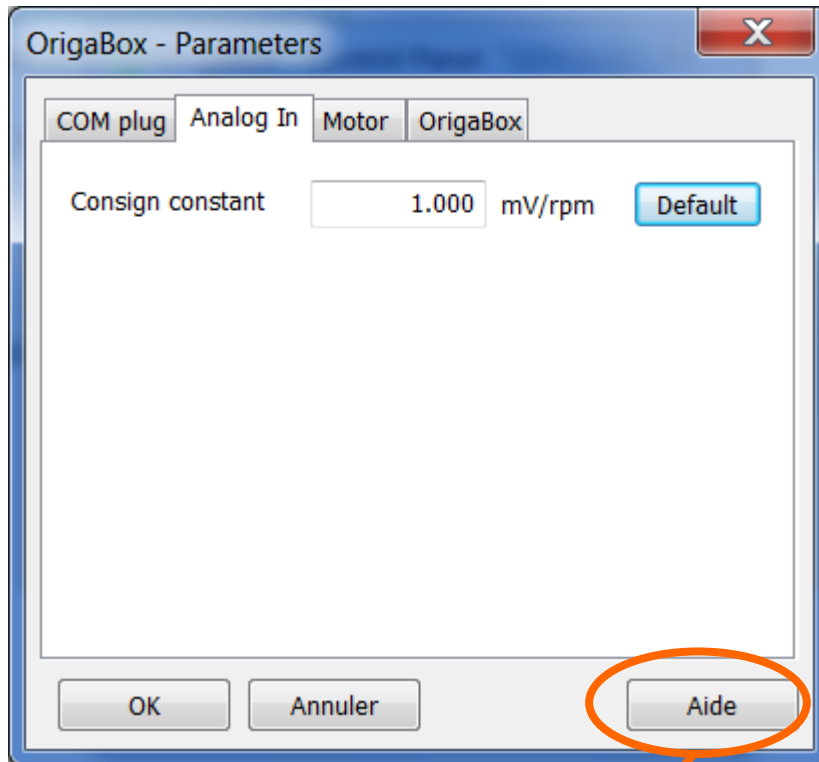 OrigaBox - Parameters
COM plug Analog In Motor OrigaBox
Consign constant 1.000 mV/rpm Default
OK Annuler Aide